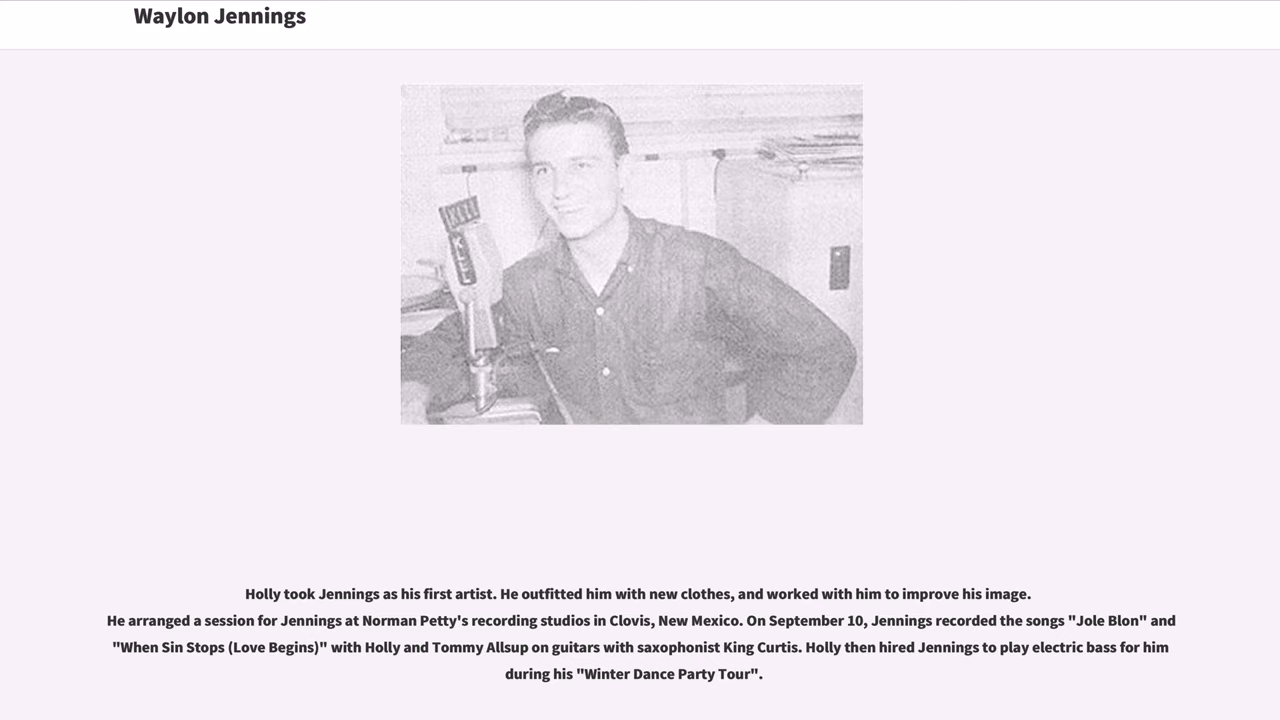 Waylon Jennings
Holly took Jennings as his first artist. He outfitted him with new clothes, and worked with him to improve his image.
He arranged a session for Jennings at Norman Petty's recording studios in Clovis, New Mexico. On September 10, Jennings recorded the songs "Jole Blon" and
"When Sin Stops (Love Begins)" with Holly and Tommy Allsup on guitars with saxophonist King Curtis. Holly then hired Jennings to play electric bass for him
during his "Winter Dance Party Tour".